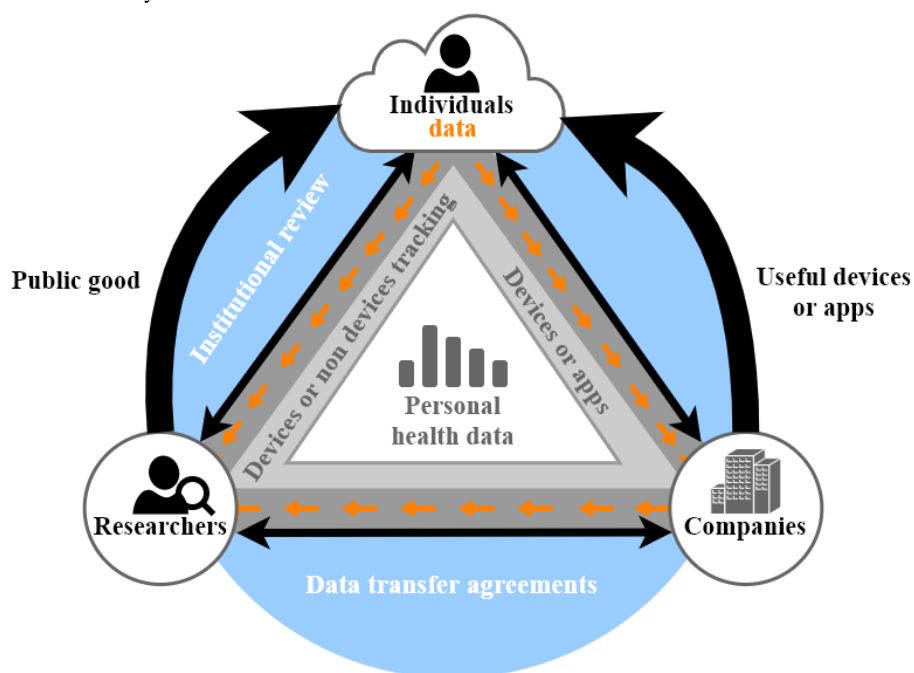 Individuals
data
Institutional review
Public good
Useful devices
or apps
Devices or non devices tracking
Devices or apps
Personal
health data
Researchers
Companies
Data transfer agreements